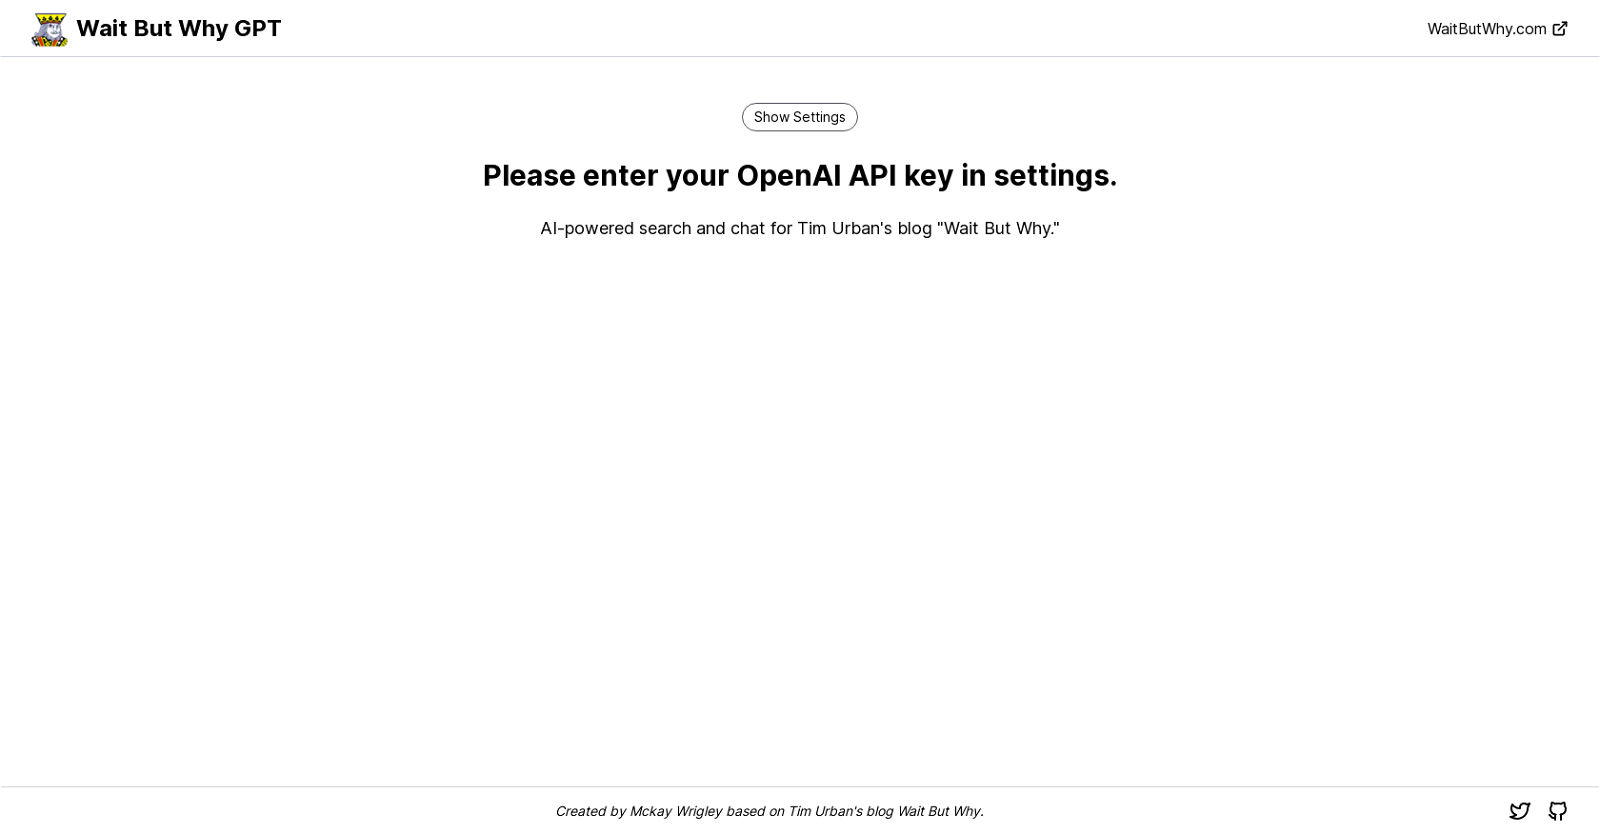 Wait But Why GPT
WaitButWhy.com
Show Settings
Please enter your OpenAI API key in settings.
AI-powered search and chat for Tim Urban's blog "Wait But Why."
Created by Mckay Wrigley based on Tim Urban's blog Wait But Why.